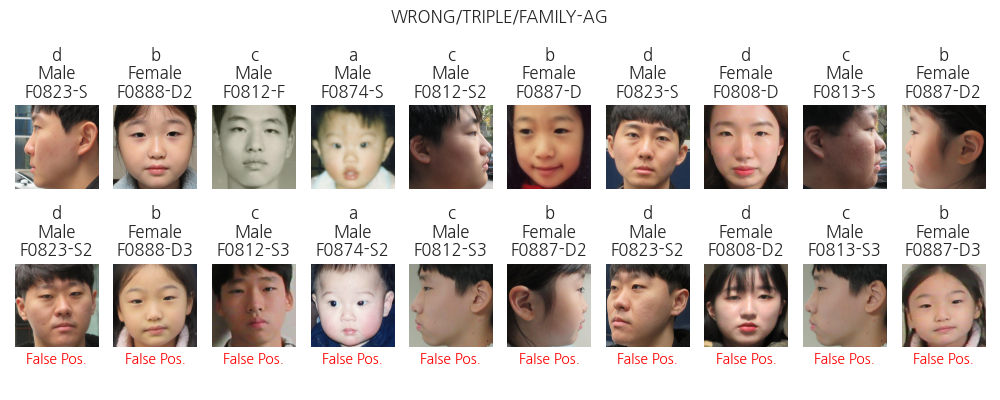 WRONG/TRIPLE/FAMILY-AG
d b c a c b d d c b
Male Female Male Male Male Female Male Female Male Female
F0823-S F0888-D2 F0812-F F0874-S F0812-S2 F0887-D F0823-S F0808-D F0813-S F0887-D2
d b c a c b d d c b
Male Female Male Male Male Female Male Female Male Female
F0823-S2 F0888-D3 F0812-S3 F0874-S2 F0812-S3 F0887-D2 F0823-S2 F0808-D2 F0813-S3 F0887-D3
False Pos. False Pos. False Pos. False Pos. False Pos. False Pos. False Pos. False Pos. False Pos. False Pos.